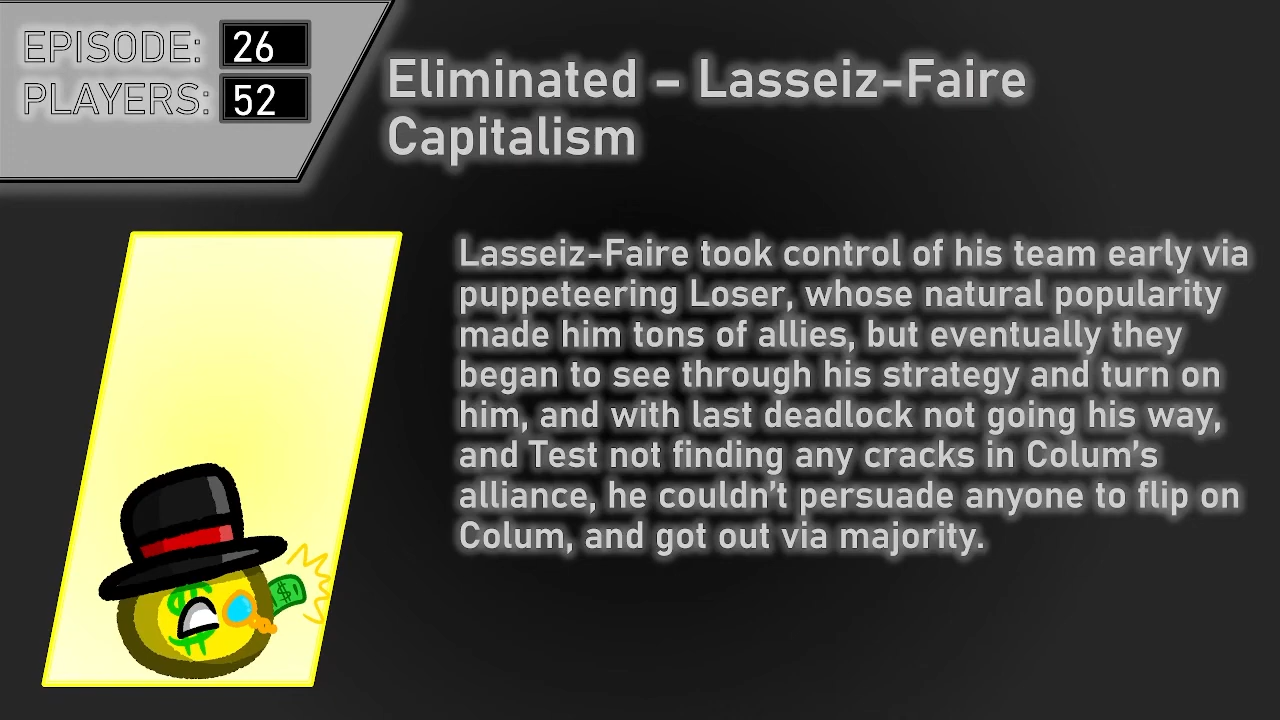 EPISODE: 26
PLAYERS: 52
Eliminated – Lasseiz-Faire
Capitalism
Lasseiz-Faire took control of his team early via
puppeteering Loser, whose natural popularity
made him tons of allies, but eventually they
began to see through his strategy and turn on
him, and with last deadlock not going his way,
and Test not finding any cracks in Colum's
alliance, he couldn't persuade anyone to flip on
Colum, and got out via majority.
$
$